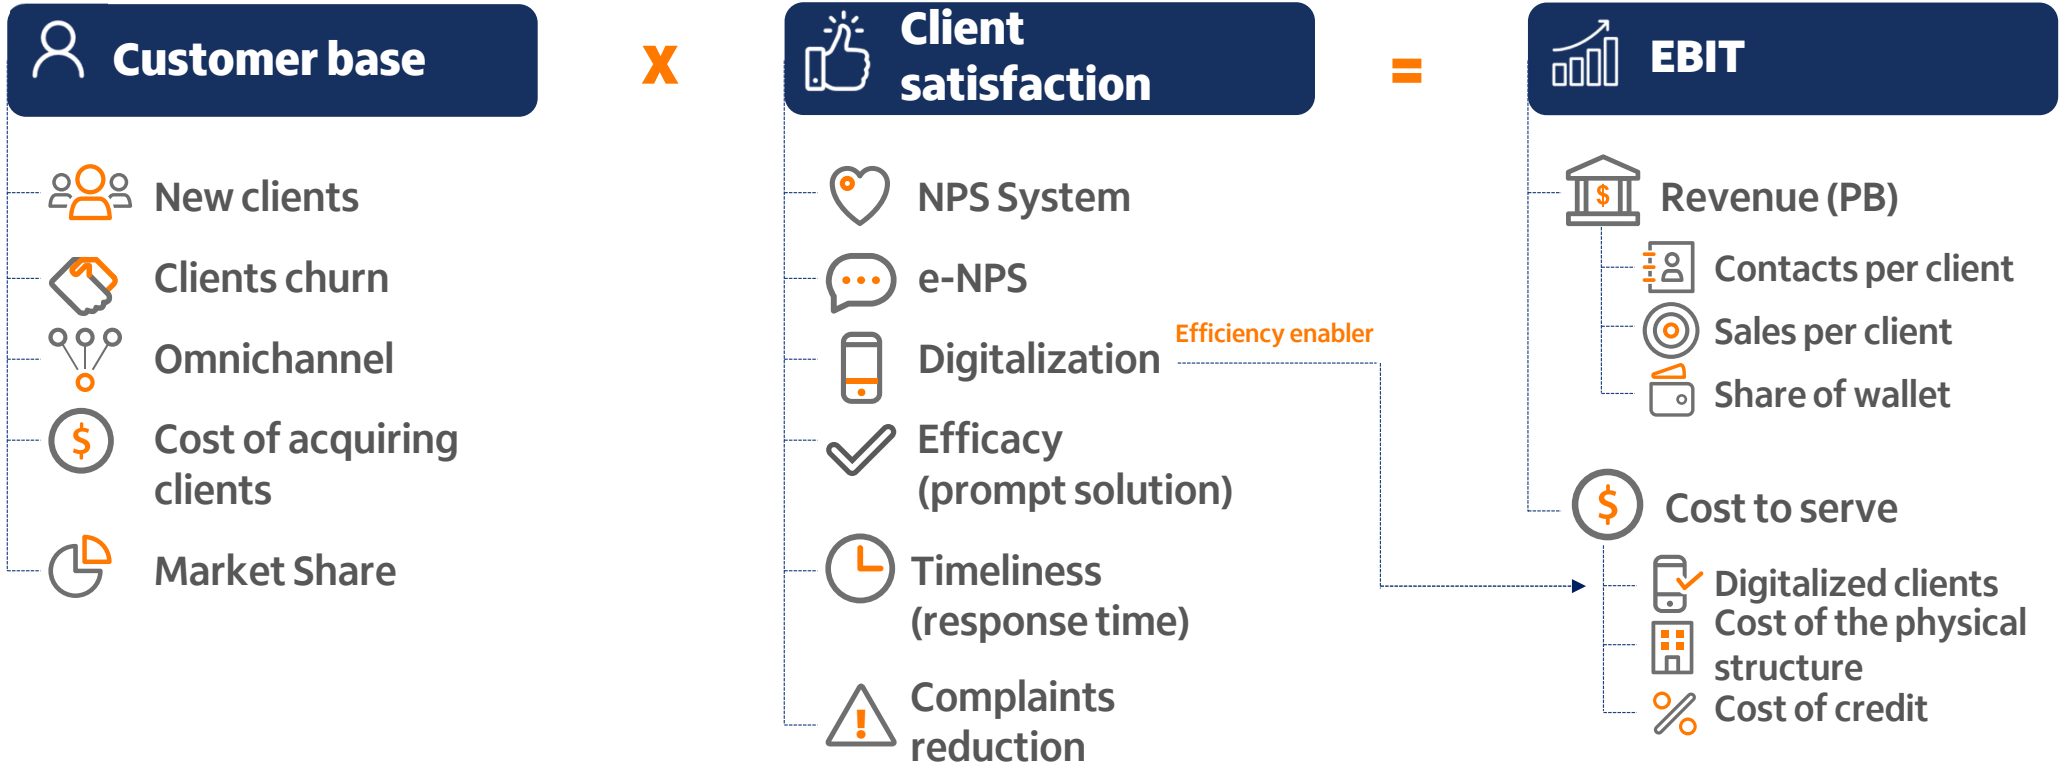 Customer base
New clients
Clients churn
Omnichannel
$
Cost of acquiring
clients
Market Share
x
Client
satisfaction
NPS System
e-NPS
Digitalization
Efficiency enabler
Efficacy
(prompt solution)
Timeliness
(response time)
!
Complaints
reduction
=
EBIT
$
Revenue (PB)
Contacts per client
Sales per client
Share of wallet
$
Cost to serve
Digitalized clients
Cost of the physical
structure
%
Cost of credit